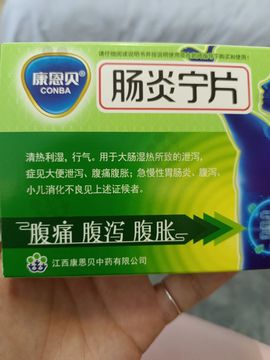 请仔细阅读说明书并按说明使用或在药师指导下购买和使用!
康恩贝®
CONBA
肠炎宁片
清热利湿，行气。用于大肠湿热所致的泄泻，
症见大便泄泻、腹痛腹胀；急慢性胃肠炎、腹泻、
小儿消化不良见上述证候者。
腹痛 腹泻 腹胀
江西康恩贝中药有限公司